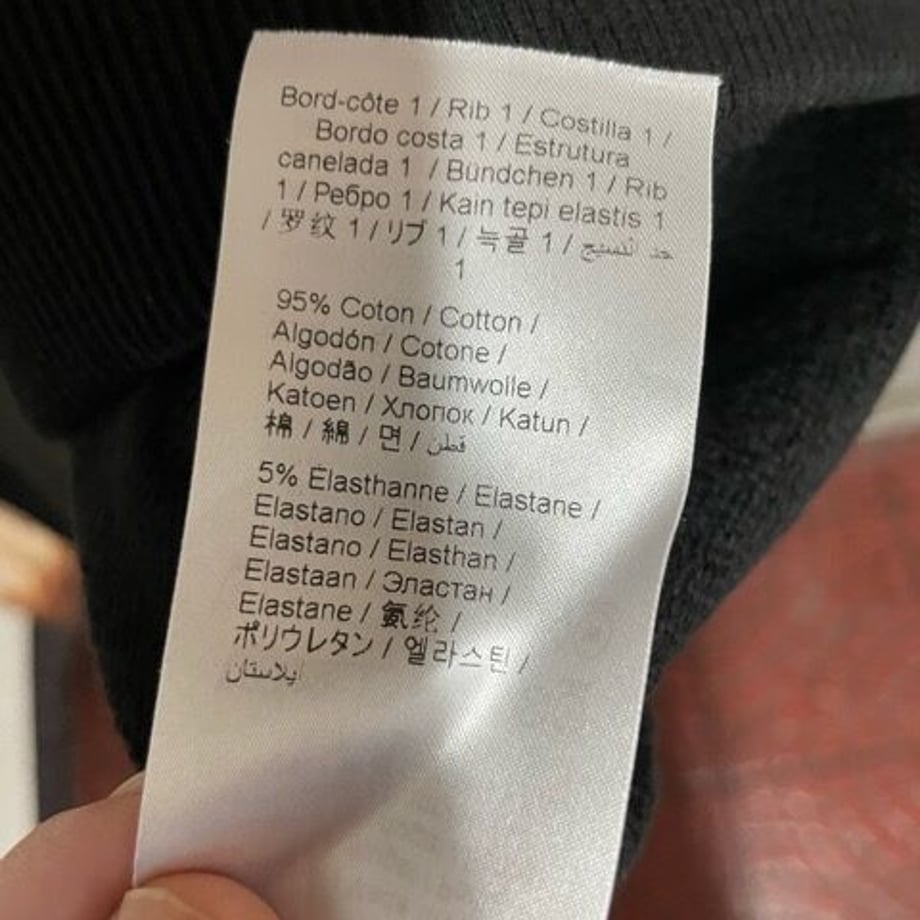 Bord-côte 1 / Rib 1 / Costilla 1 /
Bordo costa 1 / Estrutura
canelada 1 / Bündchen 1 / Rib
1 / Ребро 1 / Kain tepi elastis 1
/ 罗纹 1 / リブ 1 / 늑골 1 / حد النسيج
1
95% Coton / Cotton /
Algodón / Cotone /
Algodão / Baumwolle /
Katoen / Хлопок / Katun /
棉 / 綿 / 면 / قطن
5% Elasthanne / Elastane /
Elastano / Elastan /
Elastano / Elasthan /
Elastaan / Эластан /
Elastane / 氨纶 /
ポリウレタン / 엘라스틴 /
إيلاستان